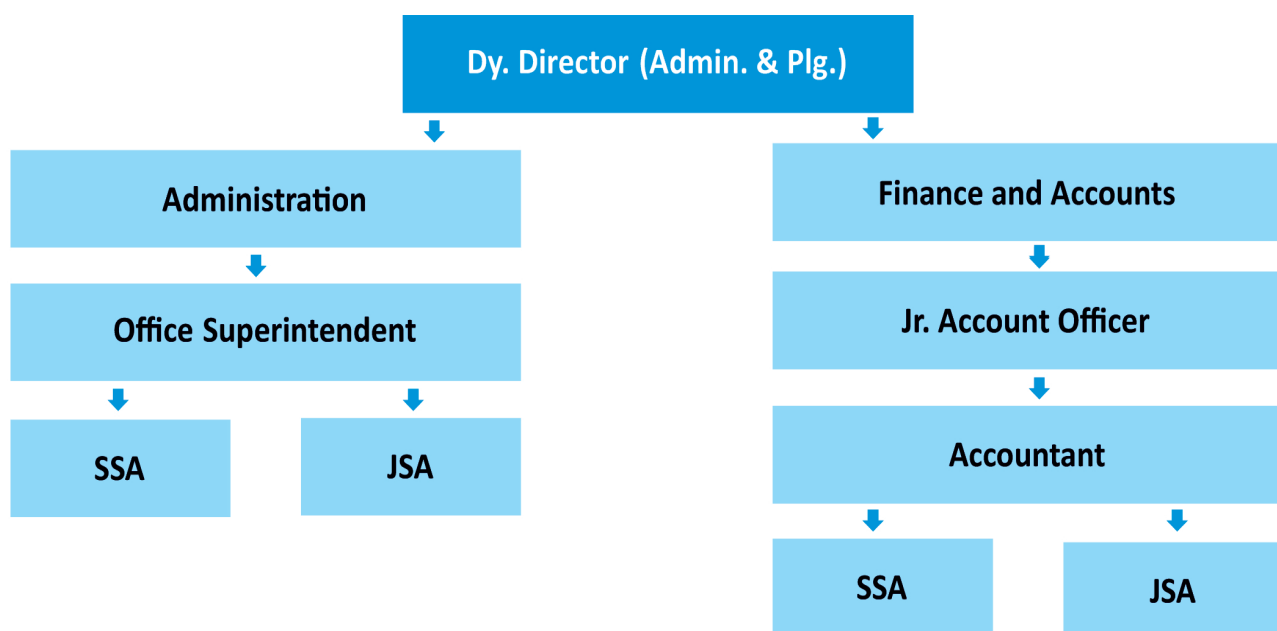 Dy. Director (Admin. & Plg.)
Administration
Finance and Accounts
Office Superintendent
Jr. Account Officer
SSA
JSA
Accountant
SSA
JSA